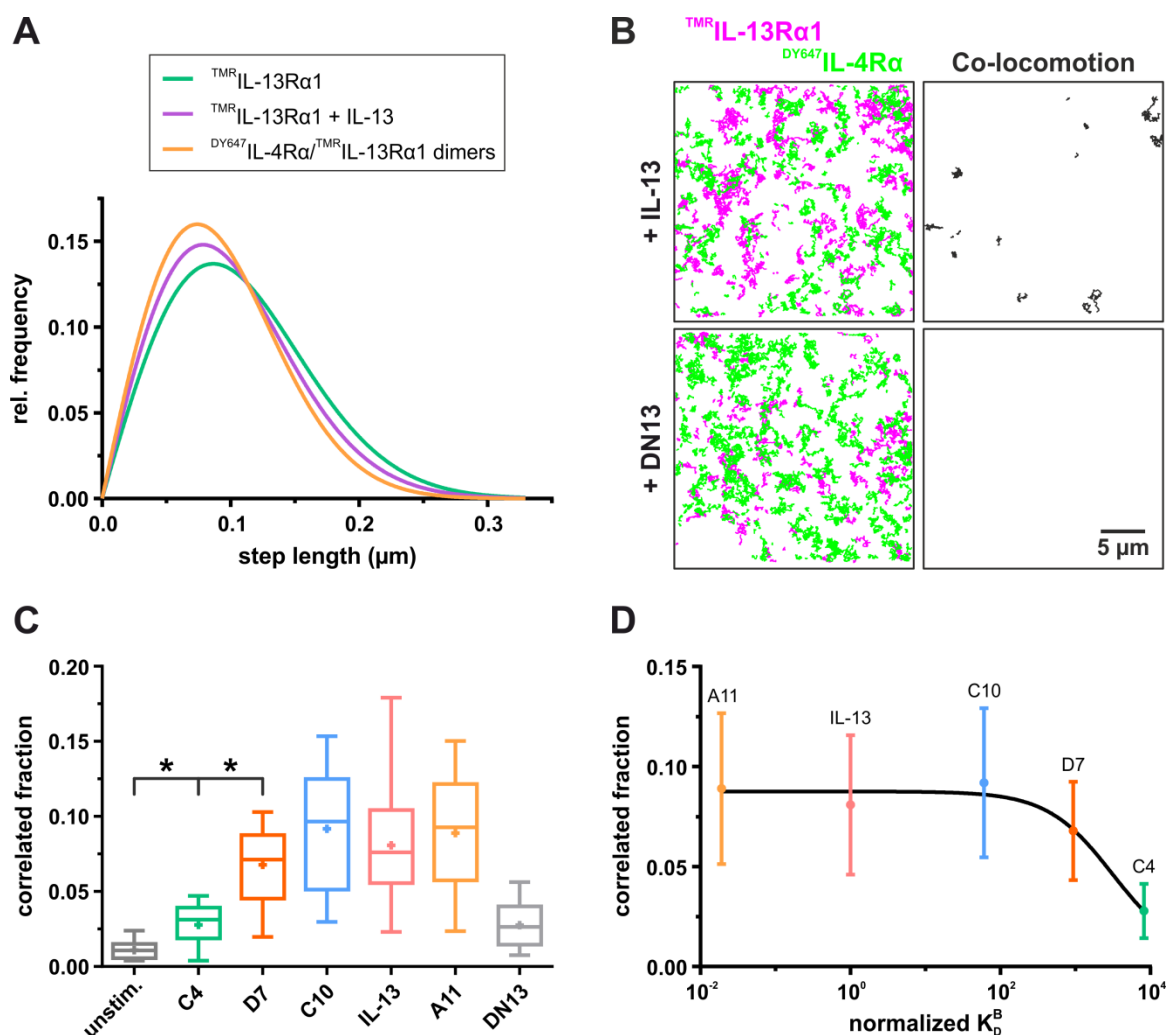 A
TMRIL-13Rα1
TMRIL-13Rα1 + IL-13
DY647IL-4Rα/TMRIL-13Rα1 dimers
rel. frequency
0.15
0.10
0.05
0.00
0.0 0.1 0.2 0.3
step length (µm)
B
TMRIL-13Rα1
DY647IL-4Rα
Co-locomotion
+ IL-13
+ DN13
5 µm
C
correlated fraction
0.20
0.15
0.10
0.05
0.00
* *
unstim. C4 D7 C10 IL-13 A11 DN13
D
correlated fraction
0.15
0.10
0.05
0.00
A11
IL-13
C10
D7
C4
10-2 100 102 104
normalized KDB